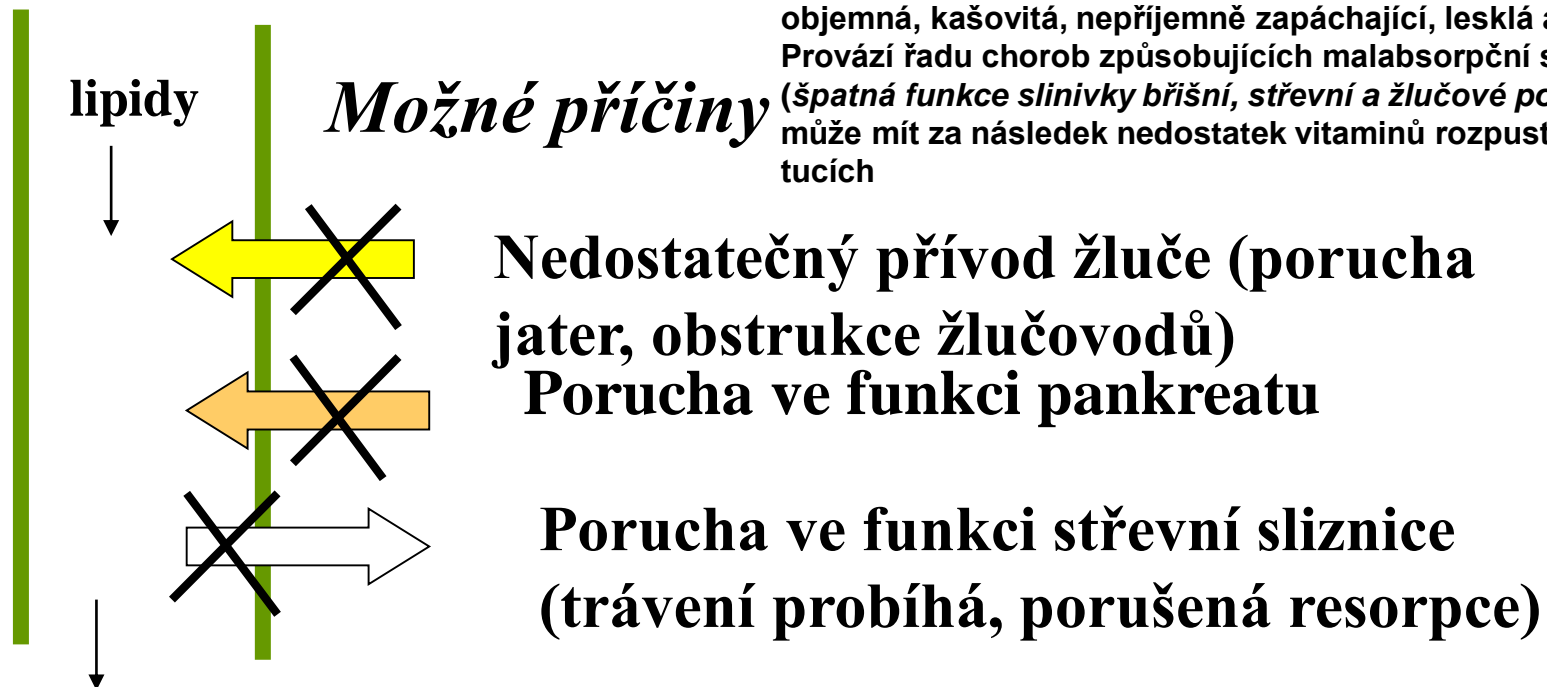 objemná, kašovitá, nepříjemně zapáchající, lesklá
Provází řadu chorob způsobujících malabsorpční
lipidy
Možné příčiny
(špatná funkce slinivky břišní, střevní a žlučové
může mít za následek nedostatek vitaminů
tucích
Nedostatečný přívod žluče (porucha
jater, obstrukce žlučovodů)
Porucha ve funkci pankreatu
Porucha ve funkci střevní sliznice
(trávení probíhá, porušená resorpce)